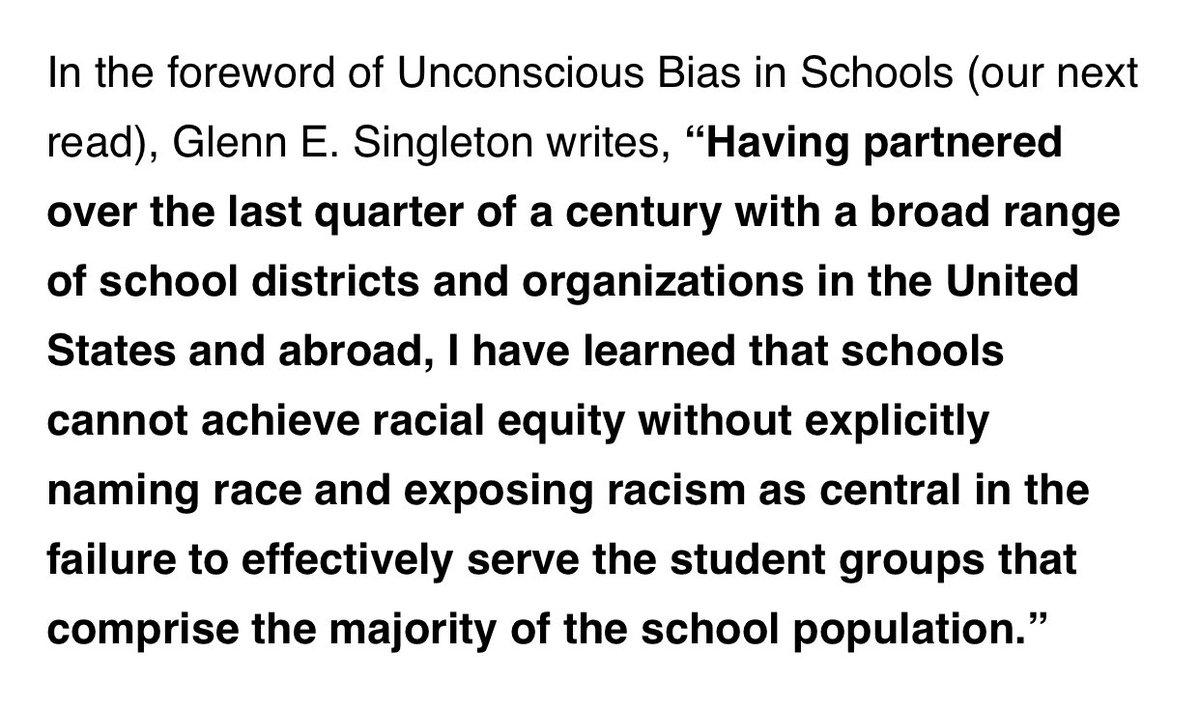 In the foreword of Unconscious Bias in Schools (our next
read), Glenn E. Singleton writes, “Having partnered
over the last quarter of a century with a broad range
of school districts and organizations in the United
States and abroad, I have learned that schools
cannot achieve racial equity without explicitly
naming race and exposing racism as central in the
failure to effectively serve the student groups that
comprise the majority of the school population.”